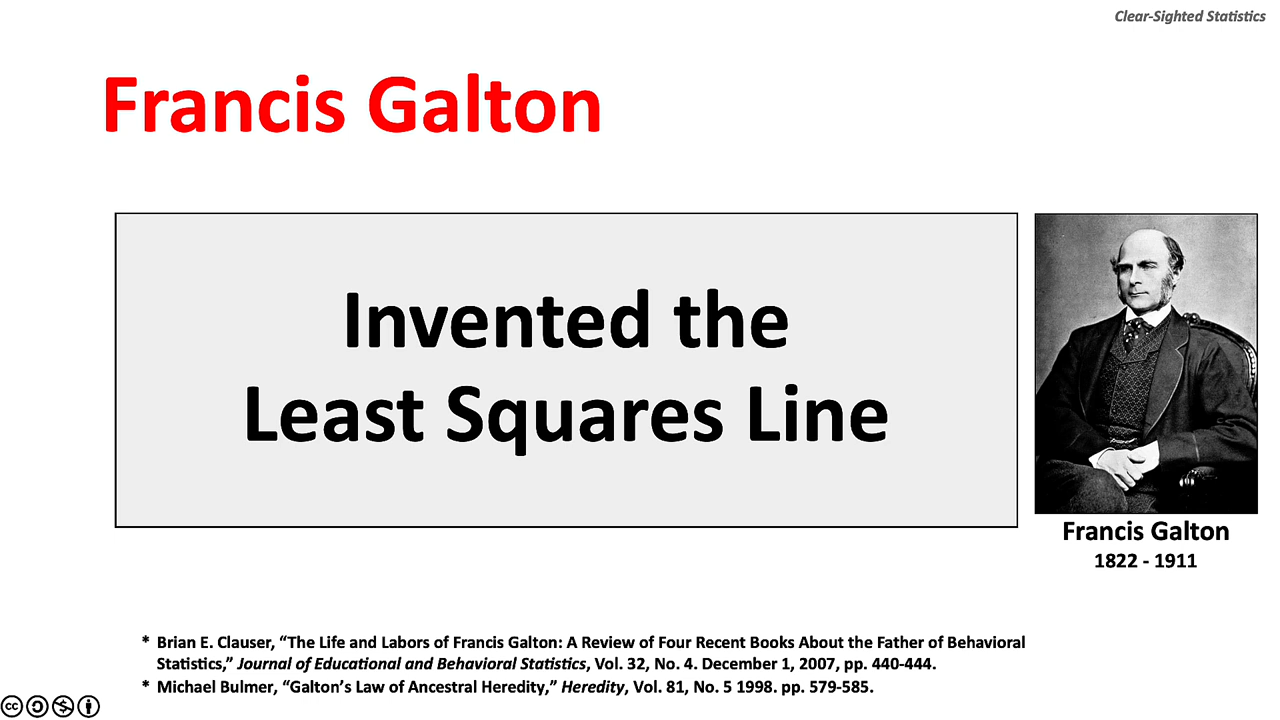 Clear-Sighted Statistics
Francis Galton
Invented the
Least Squares Line
Francis Galton
1822 - 1911
* Brian E. Clauser, “The Life and Labors of Francis Galton: A Review of Four Recent Books About the Father of Behavioral
Statistics,” Journal of Educational and Behavioral Statistics, Vol. 32, No. 4. December 1, 2007, pp. 440-444.
* Michael Bulmer, “Galton’s Law of Ancestral Heredity,” Heredity, Vol. 81, No. 5 1998. pp. 579-585.
cc